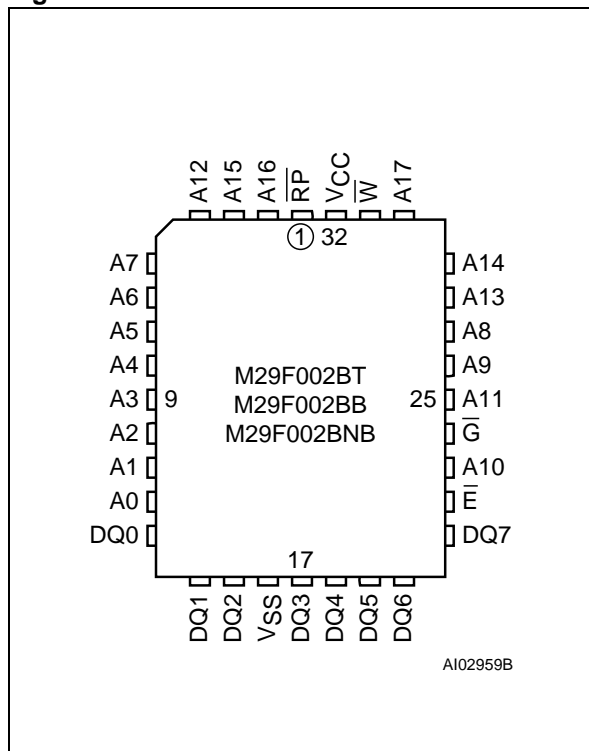 A12 A15 A16 R̅P̅ VCC W̅ A17
1 32
A7 A14
A6 A13
A5 A8
A4 A9
A3 9 25 A11
A2 G̅
A1 A10
A0 E̅
DQ0 DQ7
M29F002BT
M29F002BB
M29F002BNB
17
DQ1 DQ2 VSS DQ3 DQ4 DQ5 DQ6
AI02959B